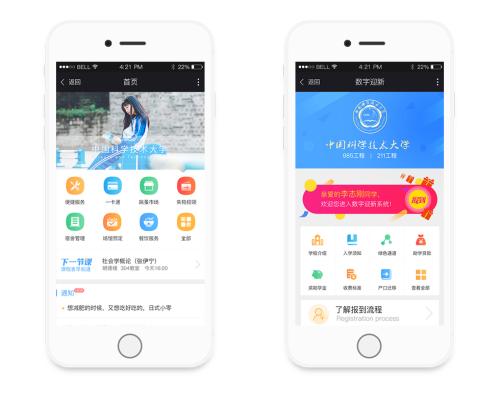 BELL
4:21 PM
22%
返回
首页
中国科学技术大学
便捷服务
一卡通
跳蚤市场
失物招领
宿舍管理
场馆预定
餐饮服务
全部
下一节课
课程表早知道
社会学概论（张伊宁）
明德楼 304教室 今天16:00
通知
想减肥的时候，又想吃好吃的，日式小零
BELL
4:21 PM
22%
返回
数字迎新
中国科学技术大学
985工程 | 211工程
亲爱的李志刚同学，
欢迎您进入数字迎新系统！
报到
学校介绍
入学须知
绿色通道
助学贷款
奖助学金
收费标准
户口迁移
查看全部
了解报到流程
Registration process